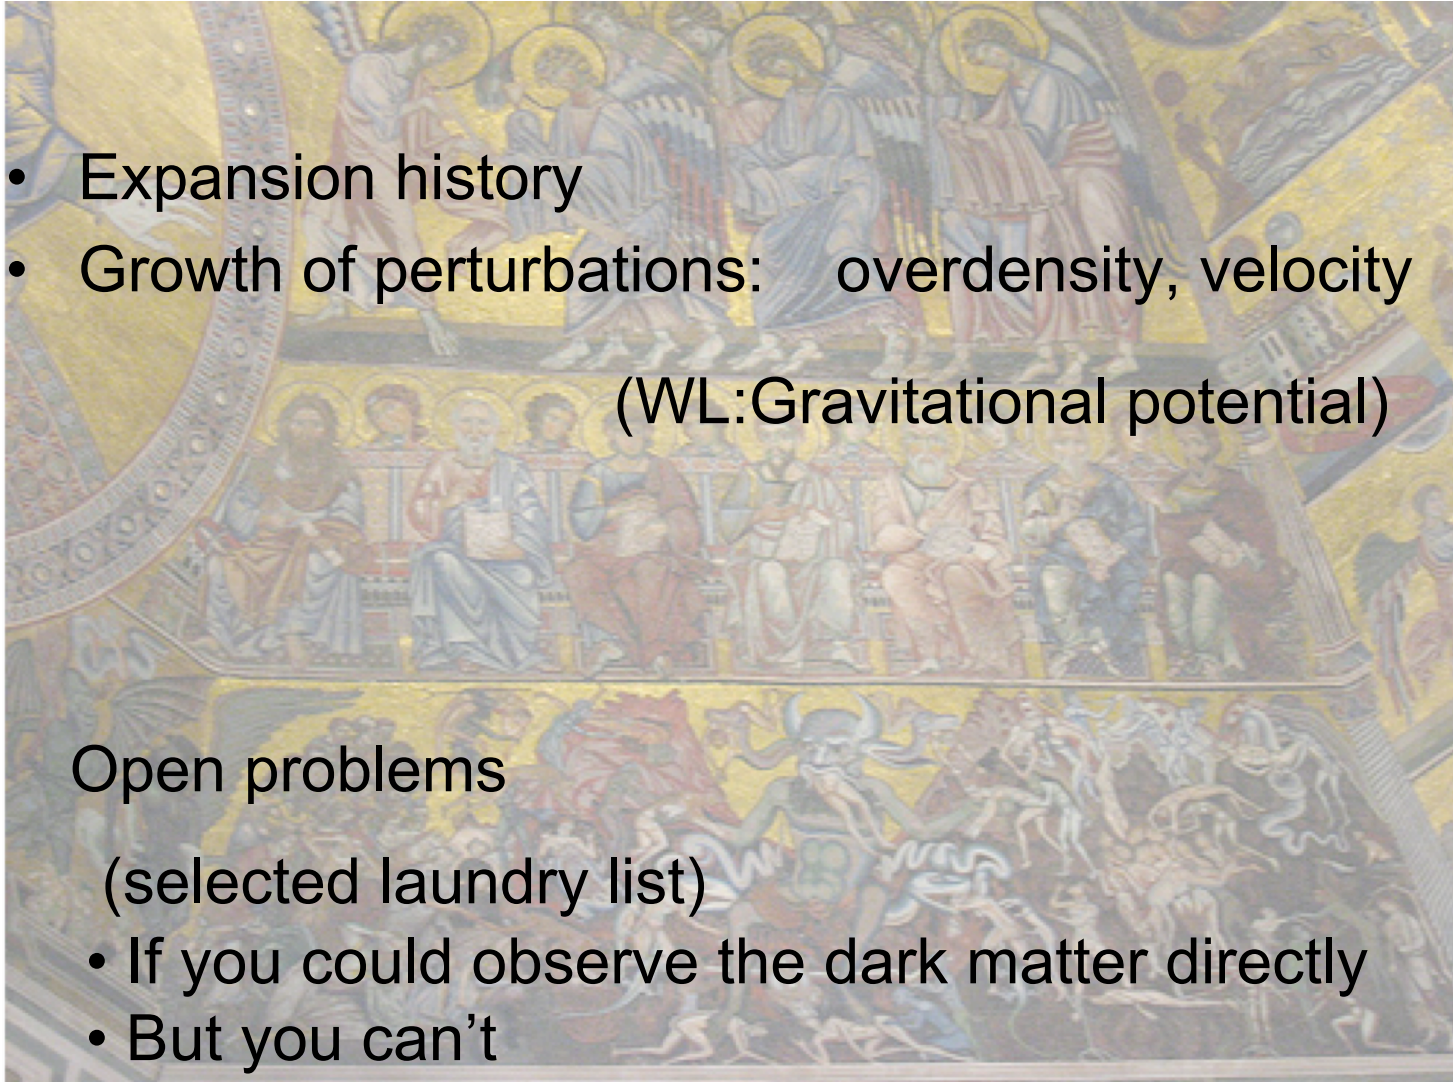 • Expansion history
• Growth of perturbations: overdensity, velocity
(WL:Gravitational potential)
Open problems
(selected laundry list)
• If you could observe the dark matter directly
• But you can’t